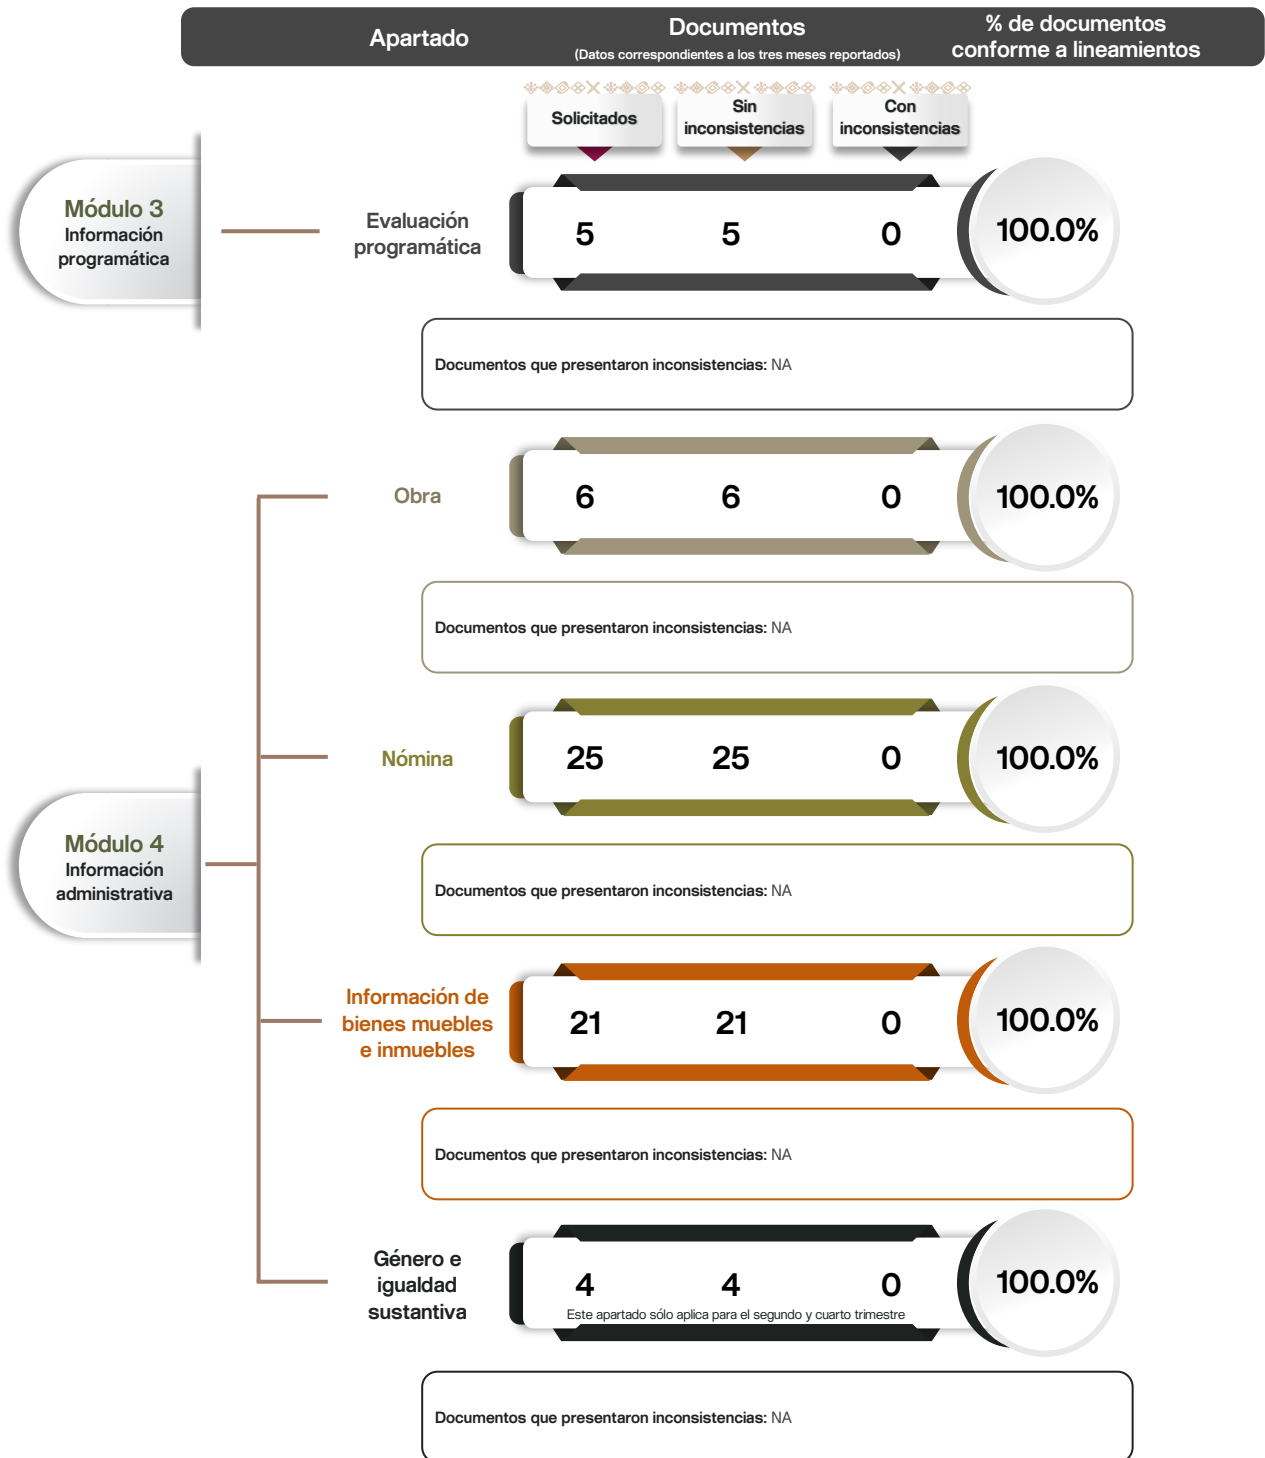 Apartado
Documentos
(Datos correspondientes a los tres meses reportados)
% de documentos
conforme a lineamientos
Solicitados
Sin
inconsistencias
Con
inconsistencias
Módulo 3
Información
programática
Evaluación
programática
5 5 0 100.0%
Documentos que presentaron inconsistencias: NA
Módulo 4
Información
administrativa
Obra
6 6 0 100.0%
Documentos que presentaron inconsistencias: NA
Nómina
25 25 0 100.0%
Documentos que presentaron inconsistencias: NA
Información de
bienes muebles
e inmuebles
21 21 0 100.0%
Documentos que presentaron inconsistencias: NA
Género e
igualdad
sustantiva
4 4 0 100.0%
Este apartado sólo aplica para el segundo y cuarto trimestre
Documentos que presentaron inconsistencias: NA